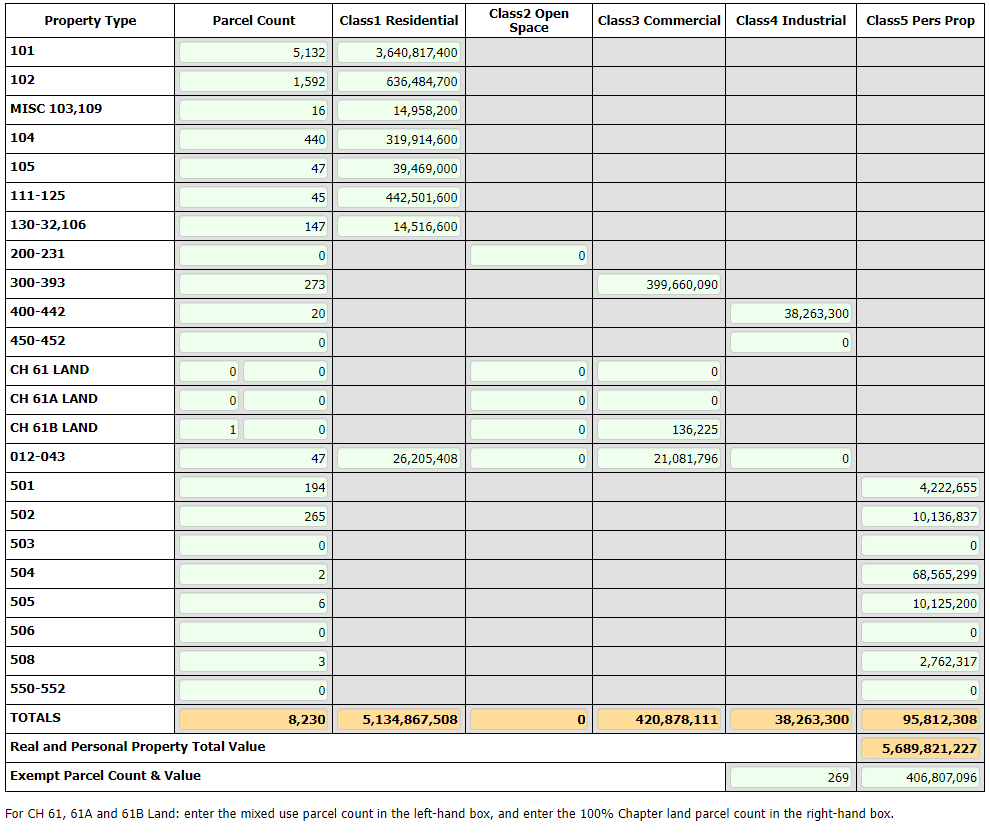 Property Type Parcel Count Class1 Residential Class2 Open Space Class3 Commercial Class4 Industrial Class5 Pers Prop
101 5,132 3,640,817,400
102 1,592 636,484,700
MISC 103,109 16 14,958,200
104 440 319,914,600
105 47 39,469,000
111-125 45 442,501,600
130-32,106 147 14,516,600
200-231 0 0
300-393 273 399,660,090
400-442 20 38,263,300
450-452 0 0
CH 61 LAND 0 0 0 0
CH 61A LAND 0 0 0 0
CH 61B LAND 1 0 0 136,225
012-043 47 26,205,408 0 21,081,796 0
501 194 4,222,655
502 265 10,136,837
503 0 0
504 2 68,565,299
505 6 10,125,200
506 0 0
508 3 2,762,317
550-552 0 0
TOTALS 8,230 5,134,867,508 0 420,878,111 38,263,300 95,812,308
Real and Personal Property Total Value 5,689,821,227
Exempt Parcel Count & Value 269 406,807,096
For CH 61, 61A and 61B Land: enter the mixed use parcel count in the left-hand box, and enter the 100% Chapter land parcel count in the right-hand box.